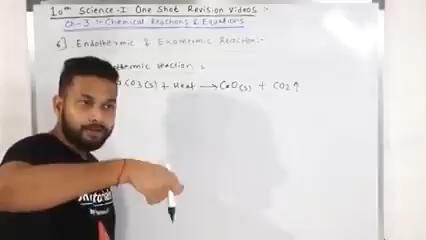 10th Science-I One Shot Revision Videos :-
Ch-3 :- Chemical Reactions & Equations
6] Endothermic & Exothermic Reaction:-
thermic reaction :
CO3(s) + Heat → CaO(s) + CO2↑